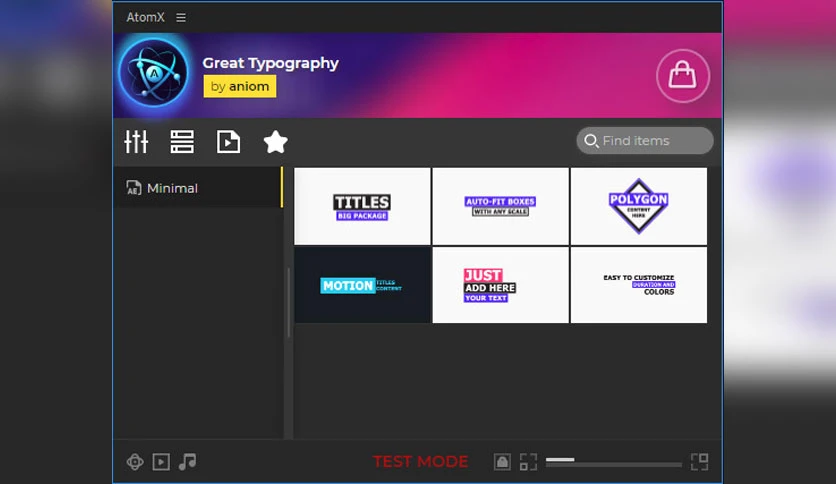 AtomX
Great Typography
by aniom
A
Find items
AE
Minimal
TITLES
BIG PACKAGE
AUTO-FIT BOXES
WITH ANY SCALE
POLYGON
CONTENT
HERE
MOTION
TITLES
CONTENT
JUST
ADD HERE
YOUR TEXT
EASY TO CUSTOMIZE
DURATION AND
COLORS
TEST MODE